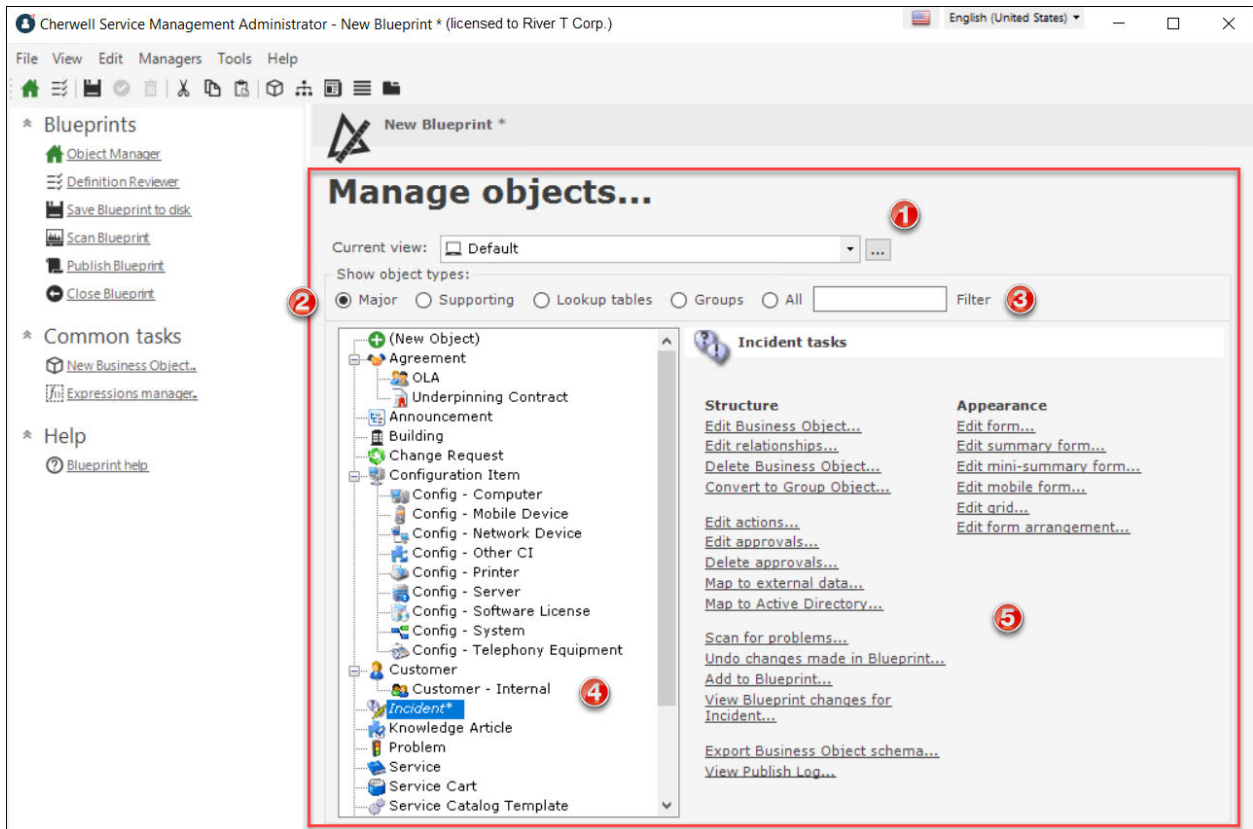 Cherwell Service Management Administrator - New Blueprint * (licensed to River T Corp.)
English (United States)
File View Edit Managers Tools Help
Blueprints
Object Manager
Definition Reviewer
Save Blueprint to disk
Scan Blueprint
Publish Blueprint
Close Blueprint
Common tasks
New Business Object...
Expressions manager...
Help
Blueprint help
New Blueprint *
Manage objects...
1
Current view: Default ...
Show object types:
2
Major Supporting Lookup tables Groups All Filter
3
(New Object)
Agreement
OLA
Underpinning Contract
Announcement
Building
Change Request
Configuration Item
Config - Computer
Config - Mobile Device
Config - Network Device
Config - Other CI
Config - Printer
Config - Server
Config - Software License
Config - System
Config - Telephony Equipment
Customer
Customer - Internal
4
Incident*
Knowledge Article
Problem
Service
Service Cart
Service Catalog Template
Incident tasks
Structure
Edit Business Object...
Edit relationships...
Delete Business Object...
Convert to Group Object...
Edit actions...
Edit approvals...
Delete approvals...
Map to external data...
Map to Active Directory...
Scan for problems...
Undo changes made in Blueprint...
Add to Blueprint...
View Blueprint changes for
Incident...
Export Business Object schema...
View Publish Log...
Appearance
Edit form...
Edit summary form...
Edit mini-summary form...
Edit mobile form...
Edit grid...
Edit form arrangement...
5